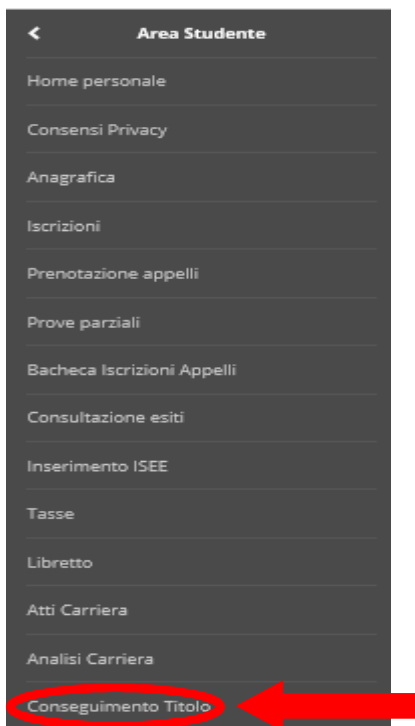 Area Studente
Home personale
Consensi Privacy
Anagrafica
Iscrizioni
Prenotazione appelli
Prove parziali
Bacheca Iscrizioni Appelli
Consultazione esiti
Inserimento ISEE
Tasse
Libretto
Atti Carriera
Analisi Carriera
Conseguimento Titolo